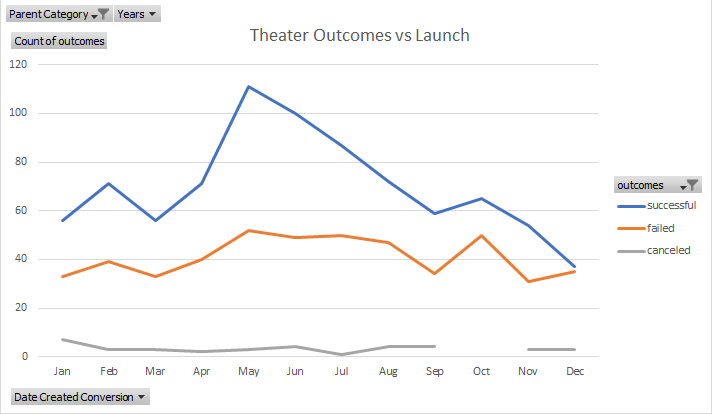 Parent Category Years
Count of outcomes
Theater Outcomes vs Launch
120
100
80
60
40
20
0
Jan Feb Mar Apr May Jun Jul Aug Sep Oct Nov Dec
outcomes
successful
failed
canceled
Date Created Conversion